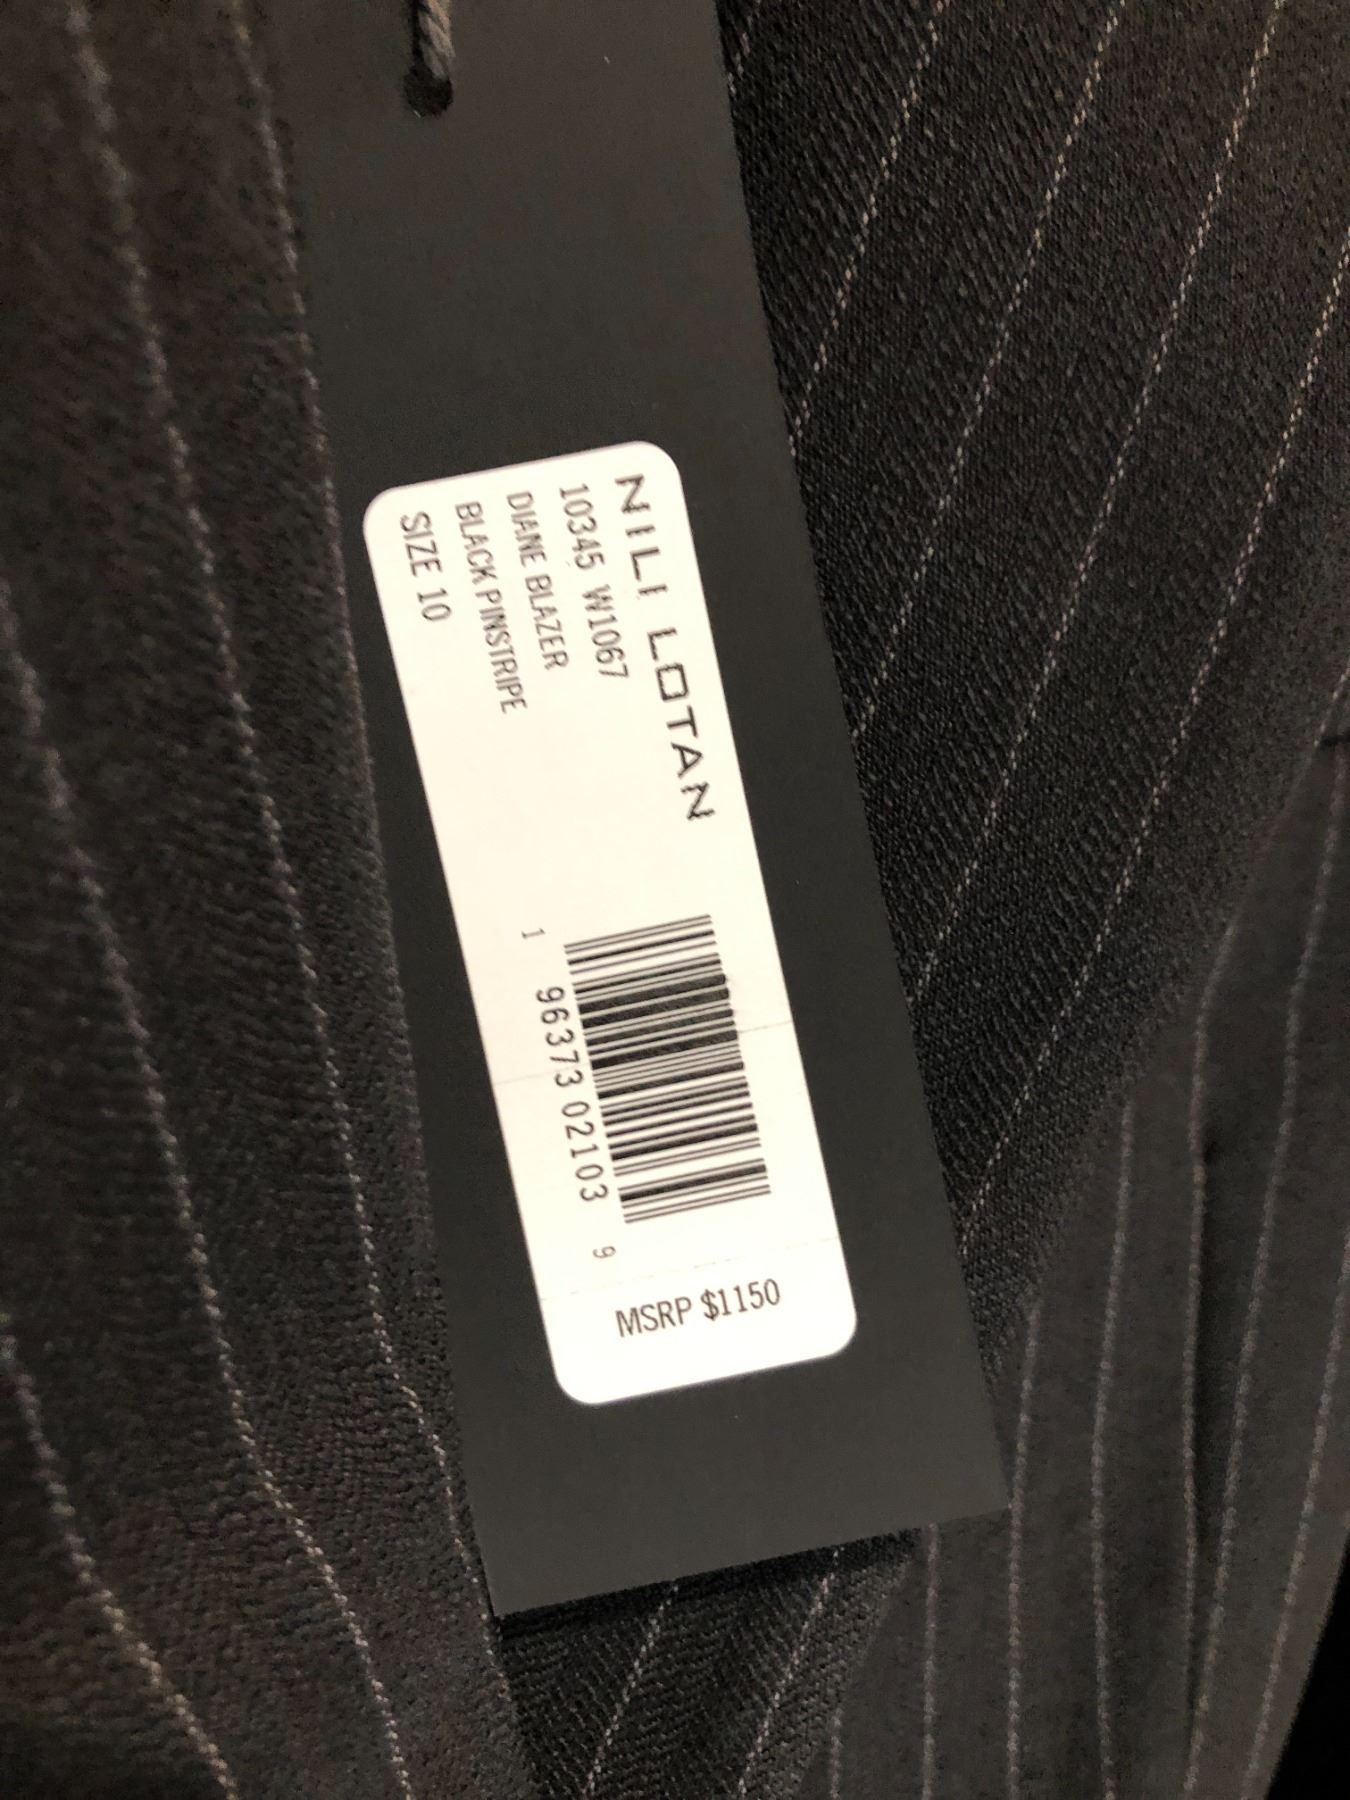 NILI LOTAN
10345 W1067
DIANE BLAZER
BLACK PINSTRIPE
SIZE 10
1 96373 02103 9
MSRP $1150